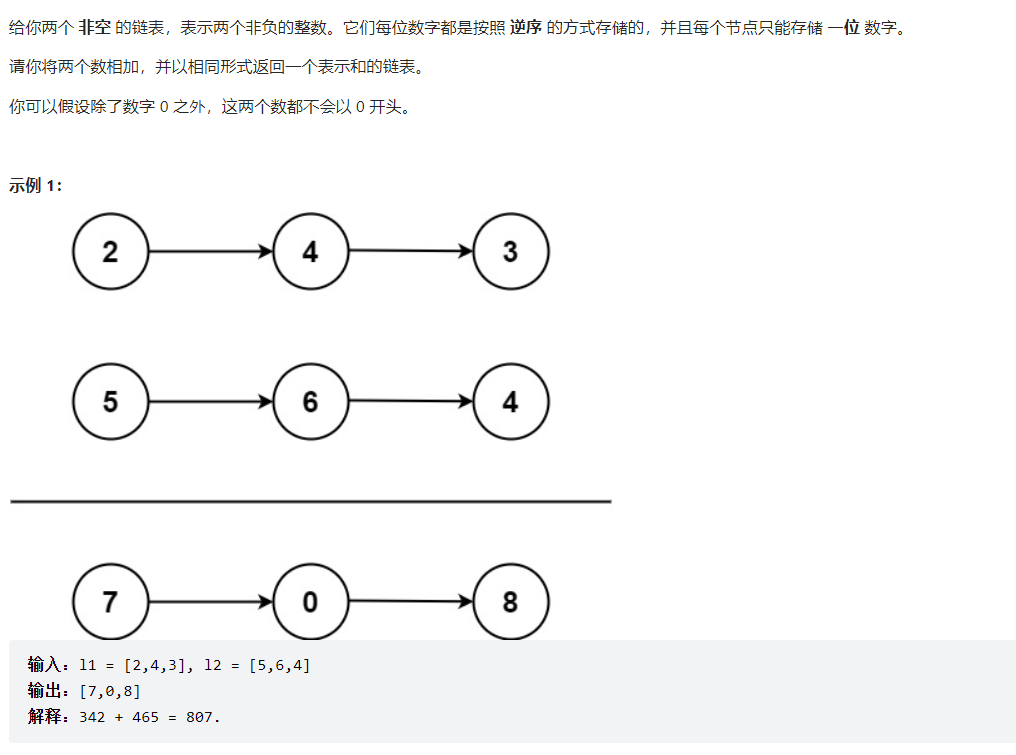 给你两个 非空 的链表，表示两个非负的整数。它们每位数字都是按照 逆序 的方式存储的，并且每个节点只能存储 一位 数字。
请你将两个数相加，并以相同形式返回一个表示和的链表。
你可以假设除了数字 0 之外，这两个数都不会以 0 开头。
示例 1：
2 4 3
5 6 4
7 0 8
输入：l1 = [2,4,3], l2 = [5,6,4]
输出：[7,0,8]
解释：342 + 465 = 807.